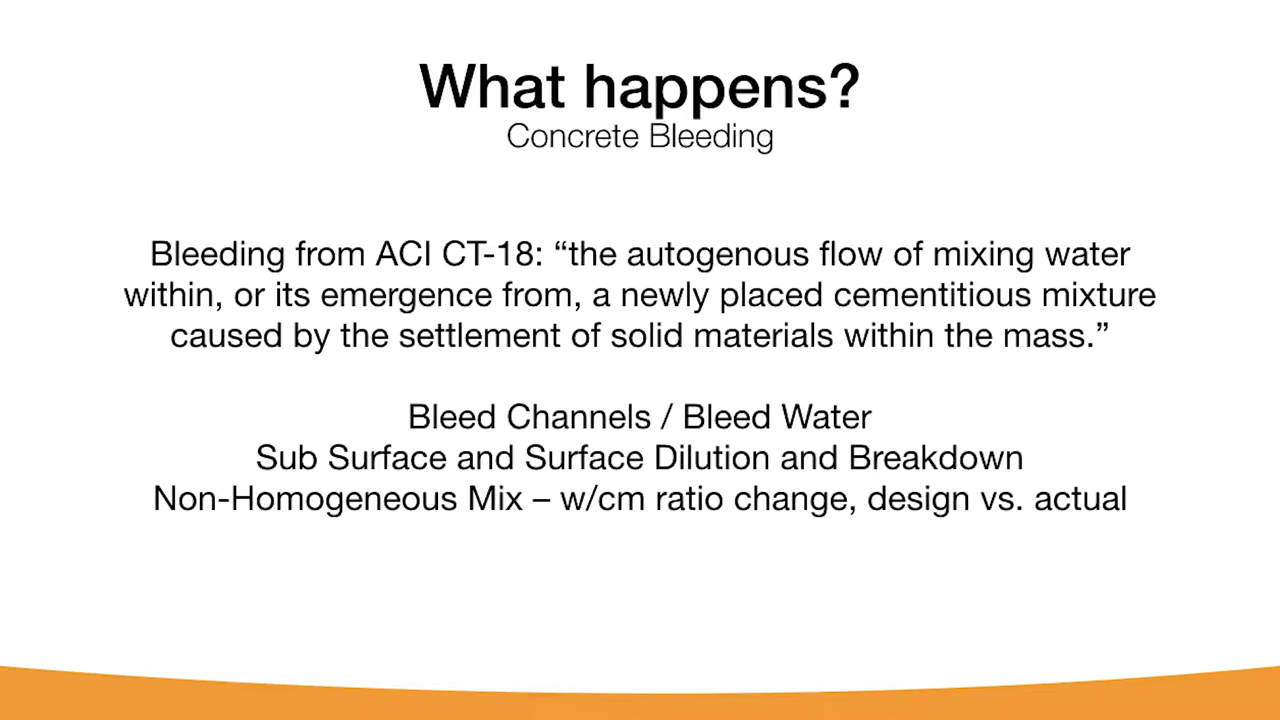 What happens?
Concrete Bleeding
Bleeding from ACI CT-18: “the autogenous flow of mixing water
within, or its emergence from, a newly placed cementitious mixture
caused by the settlement of solid materials within the mass.”
Bleed Channels / Bleed Water
Sub Surface and Surface Dilution and Breakdown
Non-Homogeneous Mix – w/cm ratio change, design vs. actual